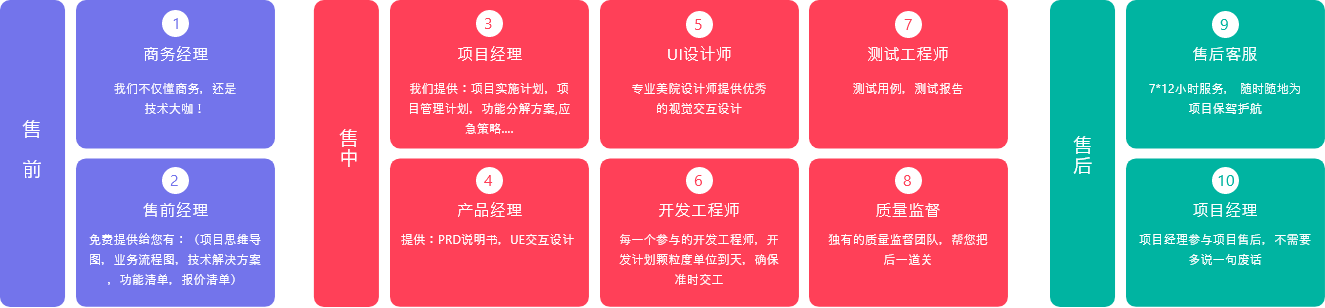 售前
1
商务经理
我们不仅懂商务，还是
技术大咖！
2
售前经理
免费提供给您有：（项目思维导
图，业务流程图，技术解决方案
，功能清单，报价清单）
售中
3
项目经理
我们提供：项目实施计划，项
目管理计划，功能分解方案,应
急策略....
4
产品经理
提供：PRD说明书，UE交互设计
5
UI设计师
专业美院设计师提供优秀
的视觉交互设计
6
开发工程师
每一个参与的开发工程师，开
发计划颗粒度单位到天，确保
准时交工
7
测试工程师
测试用例，测试报告
8
质量监督
独有的质量监督团队，帮您把
后一道关
售后
9
售后客服
7*12小时服务， 随时随地为
项目保驾护航
10
项目经理
项目经理参与项目售后，不需要
多说一句废话